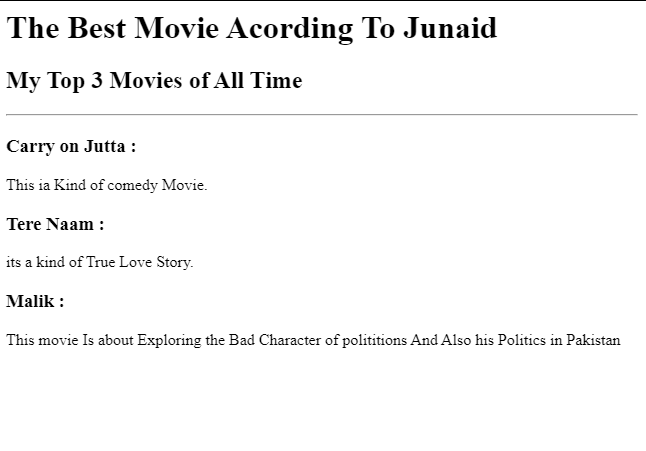 The Best Movie Acording To Junaid
My Top 3 Movies of All Time
Carry on Jutta :
This ia Kind of comedy Movie.
Tere Naam :
its a kind of True Love Story.
Malik :
This movie Is about Exploring the Bad Character of polititions And Also his Politics in Pakistan